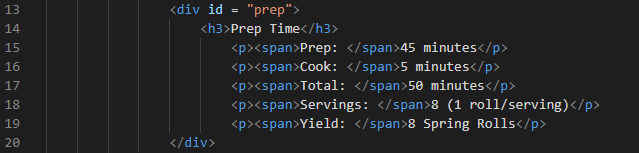 13 <div id = "prep">
14 <h3>Prep Time</h3>
15 <p><span>Prep: </span>45 minutes</p>
16 <p><span>Cook: </span>5 minutes</p>
17 <p><span>Total: </span>50 minutes</p>
18 <p><span>Servings: </span>8 (1 roll/serving)</p>
19 <p><span>Yield: </span>8 Spring Rolls</p>
20 </div>